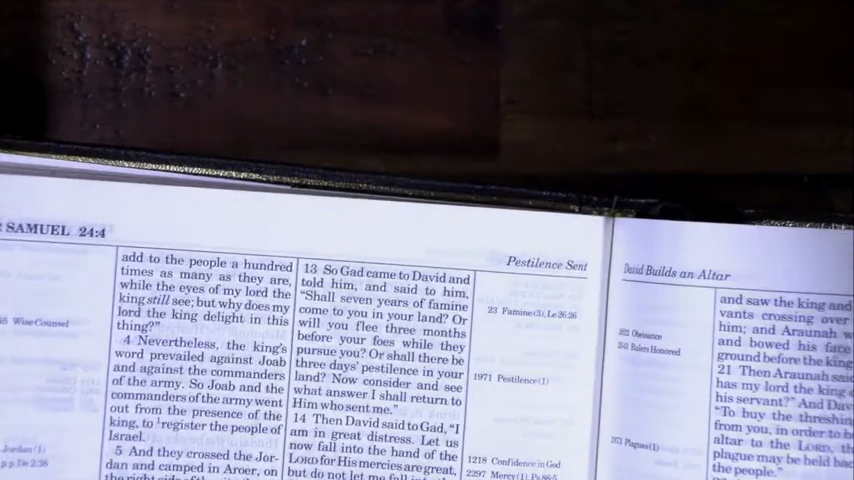 SAMUEL 24:4
add to the people a hundred
times as many as they are,
while the eyes of my lord the
king still see; but why does my
lord the king delight in this
thing?"
4 Nevertheless, the king's
word prevailed against Joab
and against the commanders
of the army. So Joab and the
commanders of the army went
out from the presence of the
king, to ¹register the people of
Israel.
5 And they crossed the Jor-
dan and camped in Aroer, on
the right side of the
Wise Counsel
Jordan (1)
p.p De 2:36
Pestilence Sent
13 So Gad came to David and
told him, and said to him,
"Shall seven years of famine
come to you in your land? Or
will you flee three months
before your foes while they
pursue you? Or shall there be
three days' pestilence in your
land? Now consider and see
what answer I shall return to
Him who sent me."
14 Then David said to Gad, "I
am in great distress. Let us
now fall into the hand of the
LORD for His mercies are great,
but do not let me fall into the
23 Famine (3), Le 26:26
1971 Pestilence (1)
1218 Confidence in God
2297 Mercy (1), Ps 86:5
David Builds an Altar
Obeisance
Rulers Honored
Plagues (1)
and saw the king and
vants crossing over
him; and Araunah w
and bowed his face
ground before the king
21 Then Araunah said
has my lord the king
his servant?" And Dav
"To buy the threshin
from you, in order to b
altar to the LORD, th
plague may be held bac
the people."